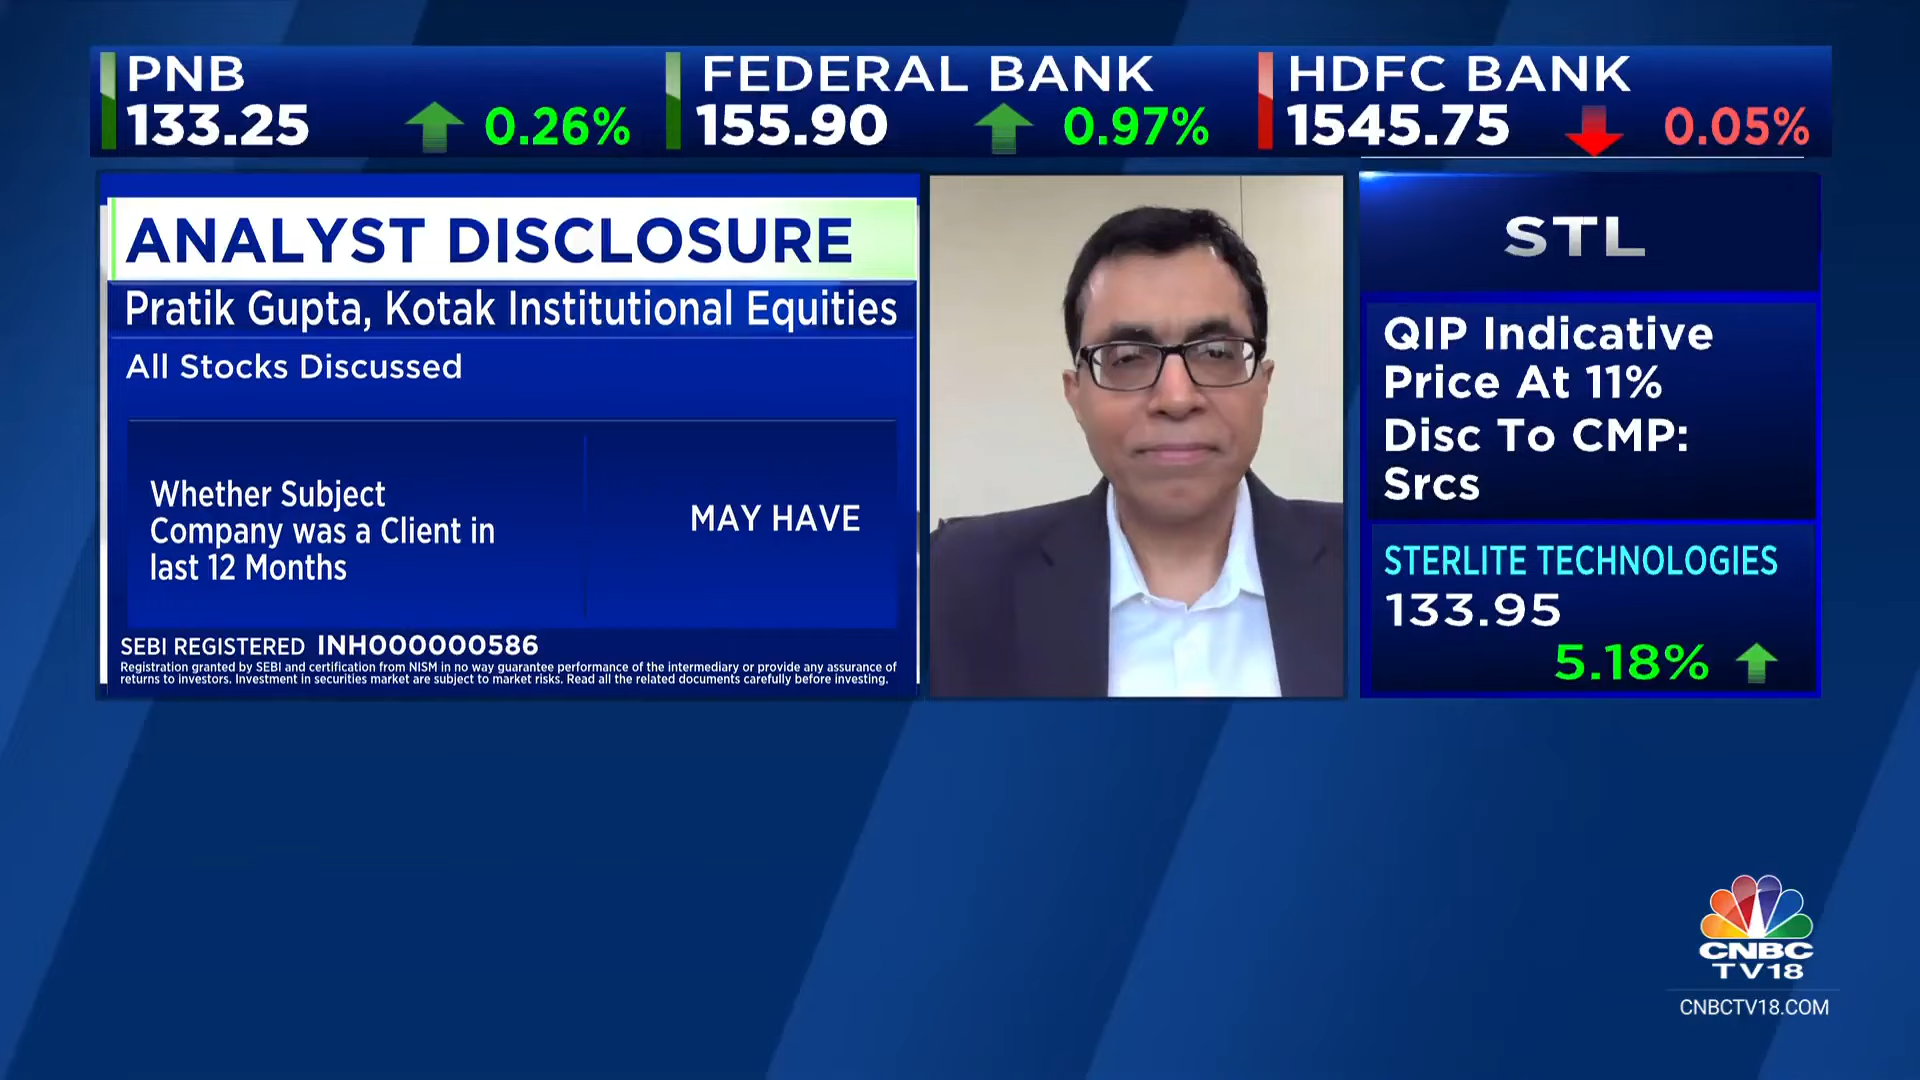 PNB
133.25
0.26%
FEDERAL BANK
155.90
0.97%
HDFC BANK
1545.75
0.05%
ANALYST DISCLOSURE
Pratik Gupta, Kotak Institutional Equities
All Stocks Discussed
Whether Subject
Company was a Client in
last 12 Months
MAY HAVE
SEBI REGISTERED INH000000586
Registration granted by SEBI and certification from NISM in no way guarantee performance of the intermediary or provide any assurance of
returns to investors. Investment in securities market are subject to market risks. Read all the related documents carefully before investing.
STL
QIP Indicative
Price At 11%
Disc To CMP:
Srcs
STERLITE TECHNOLOGIES
133.95
5.18%
CNBC
TV18
CNBCTV18.COM